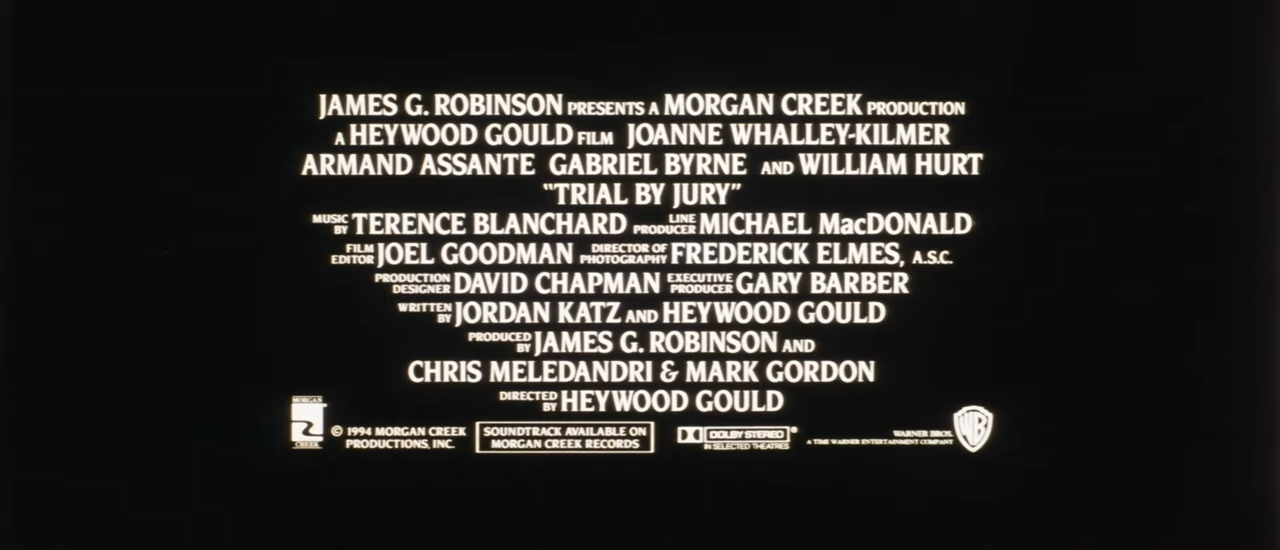 JAMES G. ROBINSON PRESENTS A MORGAN CREEK PRODUCTION
A HEYWOOD GOULD FILM JOANNE WHALLEY-KILMER
ARMAND ASSANTE GABRIEL BYRNE AND WILLIAM HURT
"TRIAL BY JURY"
MUSIC BY TERENCE BLANCHARD LINE PRODUCER MICHAEL MacDONALD
FILM EDITOR JOEL GOODMAN DIRECTOR OF PHOTOGRAPHY FREDERICK ELMES, A.S.C.
PRODUCTION DESIGNER DAVID CHAPMAN EXECUTIVE PRODUCER GARY BARBER
WRITTEN BY JORDAN KATZ AND HEYWOOD GOULD
PRODUCED BY JAMES G. ROBINSON AND
CHRIS MELEDANDRI & MARK GORDON
DIRECTED BY HEYWOOD GOULD
MORGAN
CREEK
© 1994 MORGAN CREEK
PRODUCTIONS, INC.
SOUNDTRACK AVAILABLE ON
MORGAN CREEK RECORDS
DOLBY STEREO®
IN SELECTED THEATRES
WARNER BROS.
A TIME WARNER ENTERTAINMENT COMPANY
WB